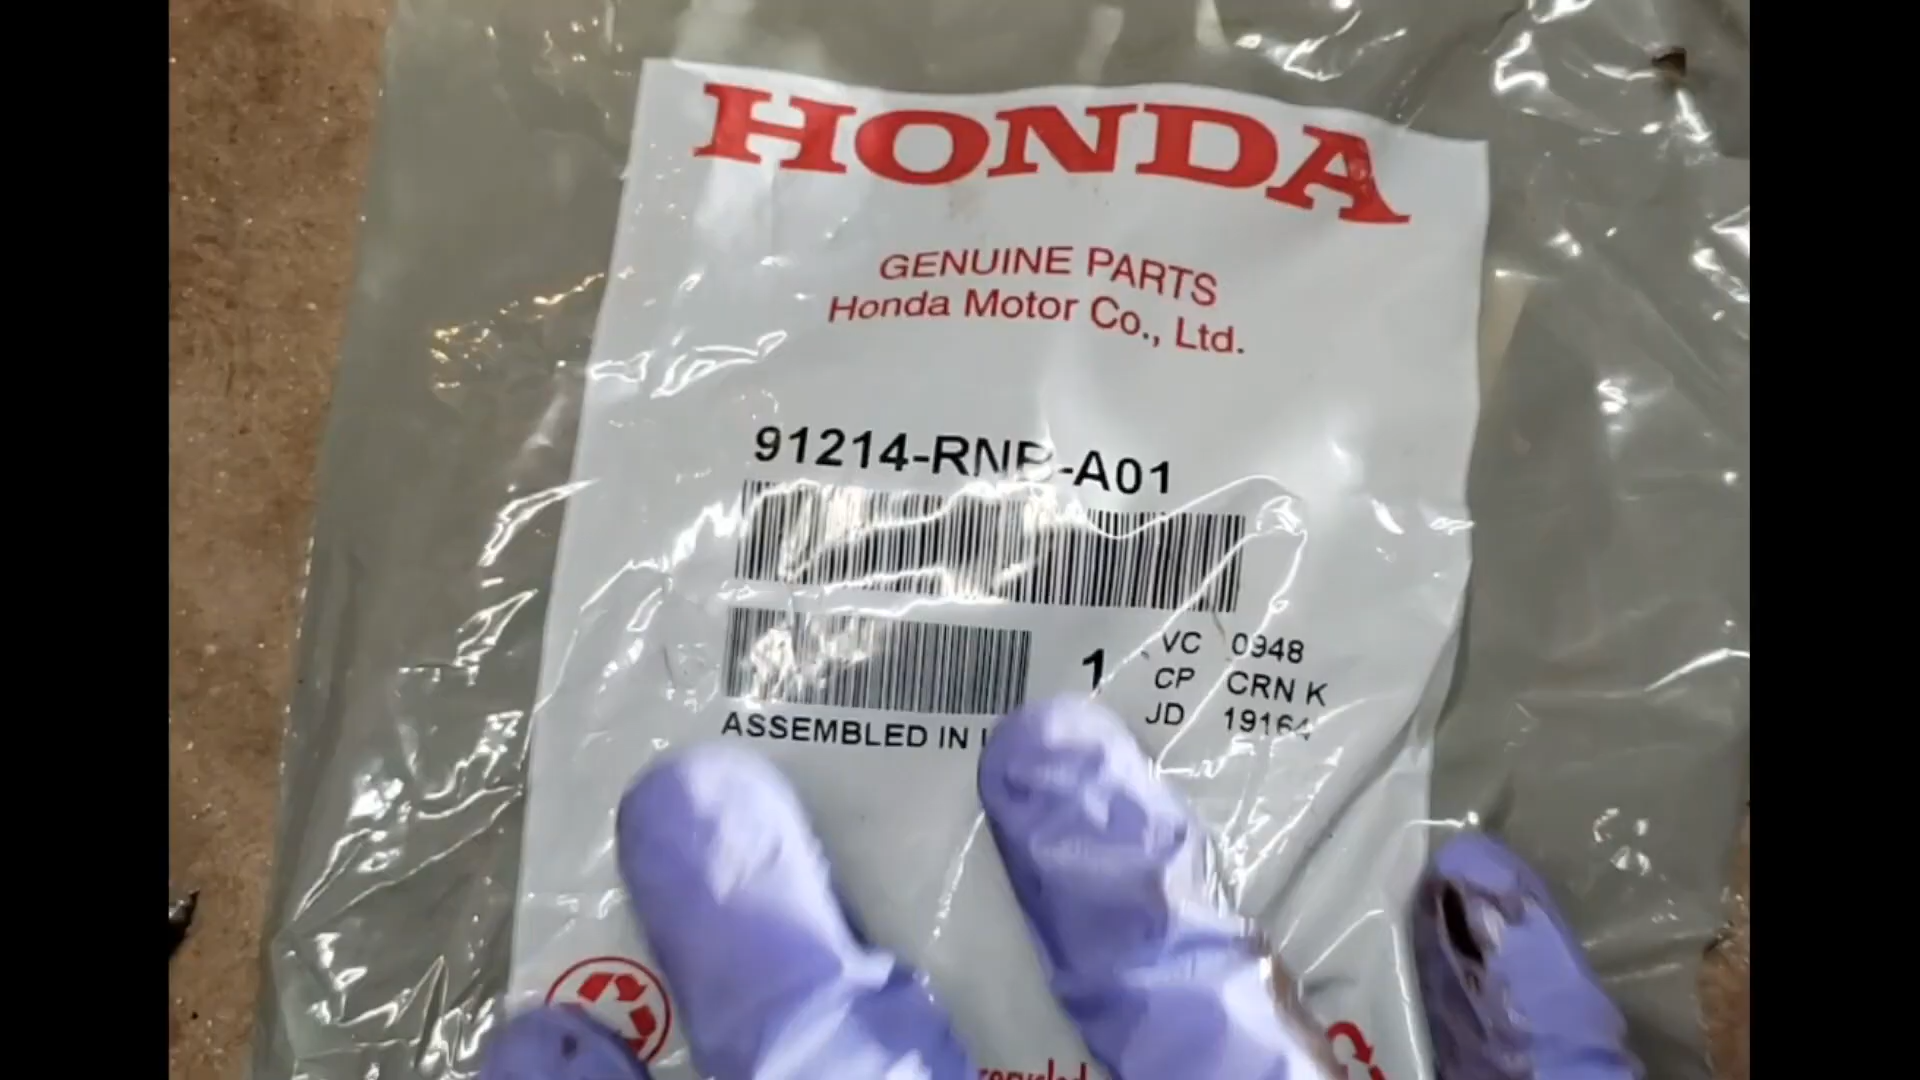 HONDA
GENUINE PARTS
Honda Motor Co., Ltd.
91214-RNB-A01
1
VC 0948
CP CRN K
JD 19164
ASSEMBLED IN
recycled